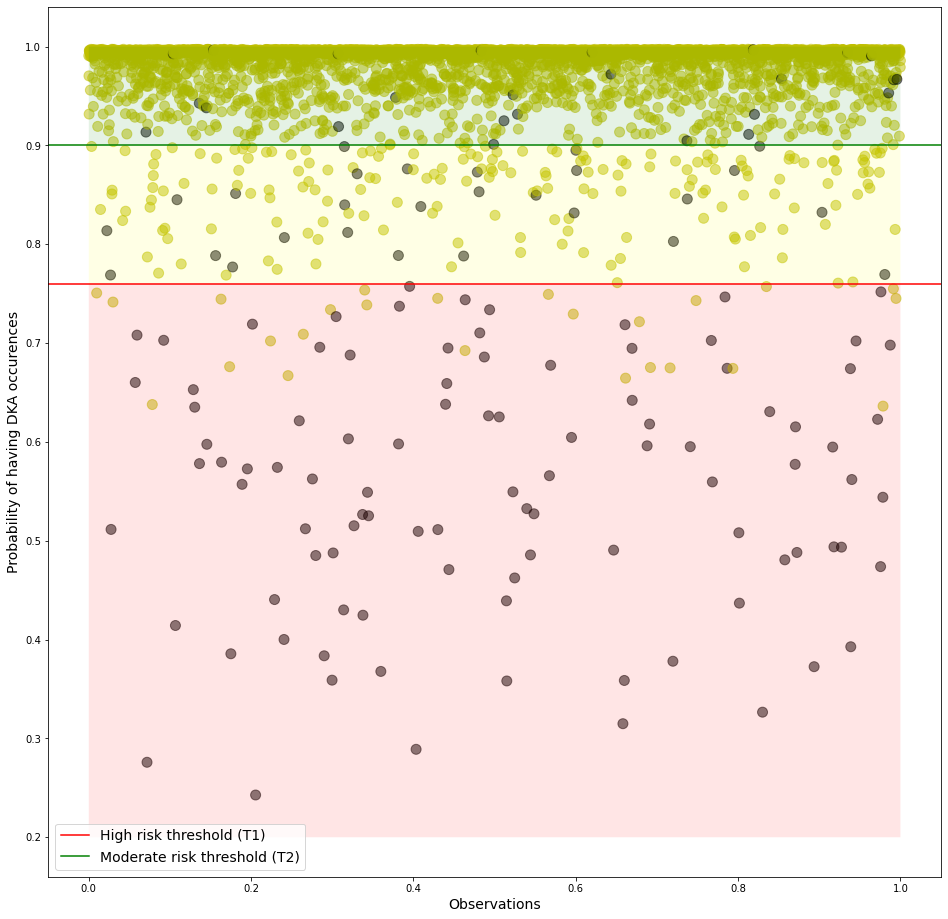 1.0
0.9
0.8
0.7
0.6
0.5
0.4
0.3
0.2
Probability of having DKA occurences
High risk threshold (T1)
Moderate risk threshold (T2)
0.0 0.2 0.4 0.6 0.8 1.0
Observations